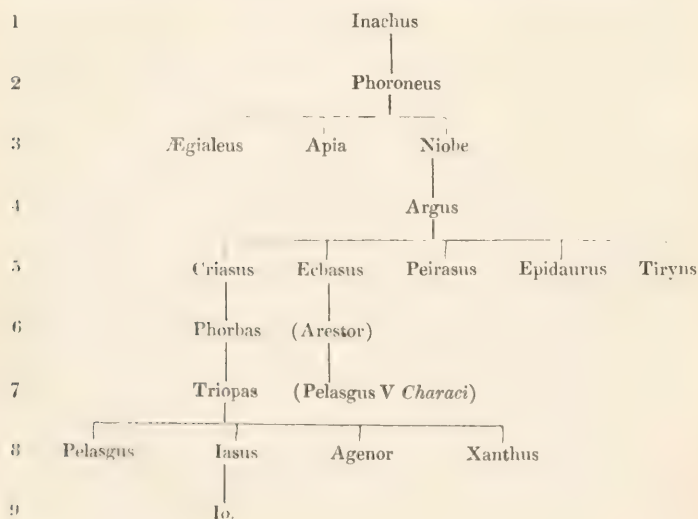 1 Inachus
2 Phoroneus
3 Ægialeus Apia Niobe
4 Argus
5 Criasus Ecbasus Peirasus Epidaurus Tiryns
6 Phorbas (Arestor)
7 Triopas (Pelasgus V Characi)
8 Pelasgus Iasus Agenor Xanthus
9 Io.